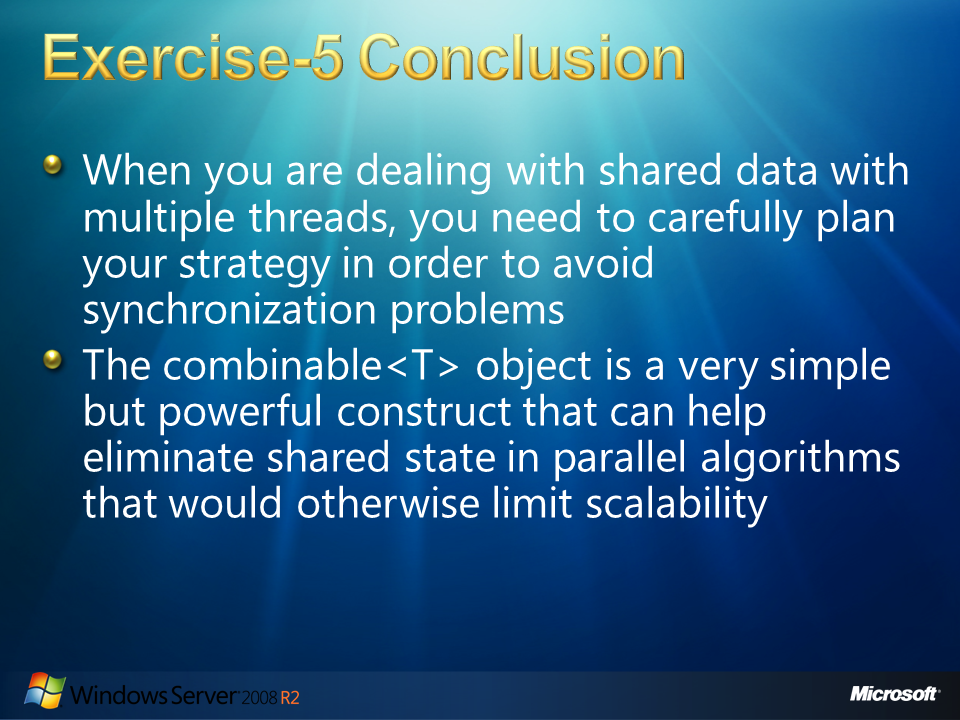 Exercise-5 Conclusion
When you are dealing with shared data with
multiple threads, you need to carefully plan
your strategy in order to avoid
synchronization problems
The combinable<T> object is a very simple
but powerful construct that can help
eliminate shared state in parallel algorithms
that would otherwise limit scalability
Windows Server 2008 R2
Microsoft